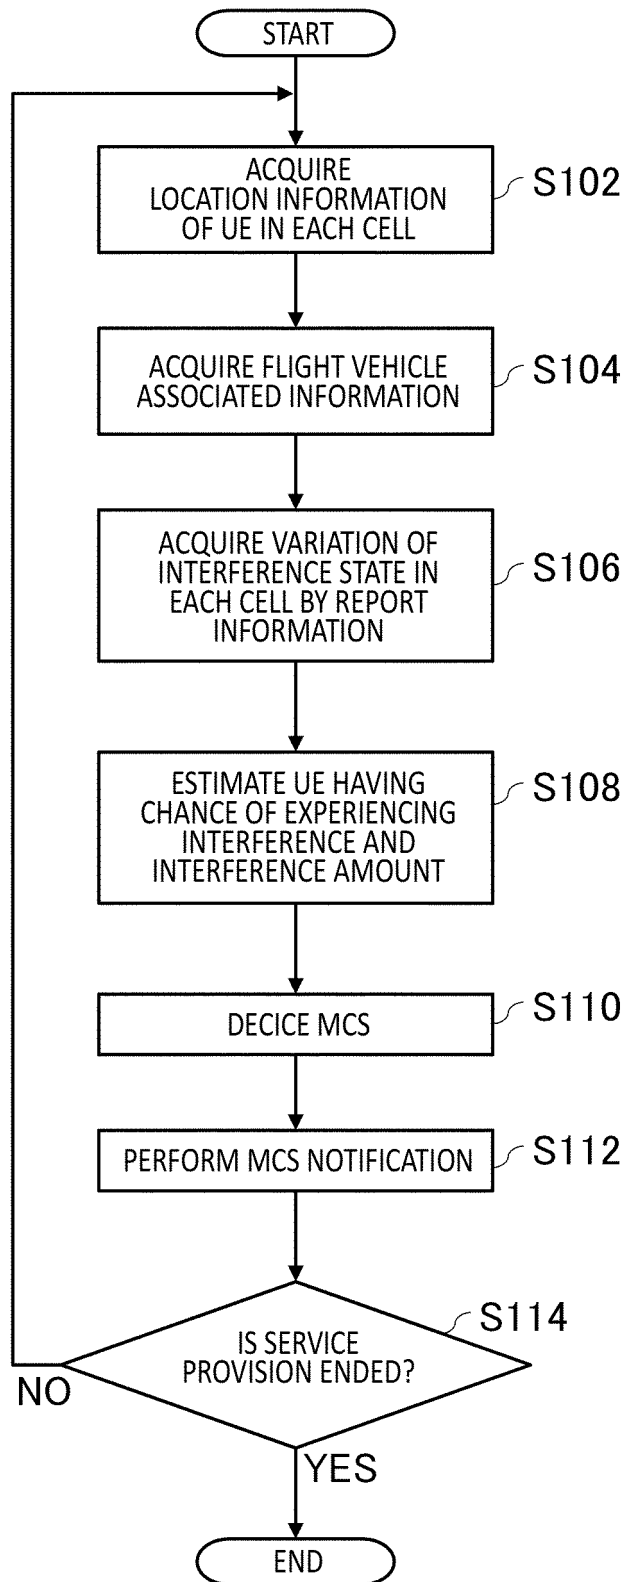 START
ACQUIRE
LOCATION INFORMATION
OF UE IN EACH CELL
S102
ACQUIRE FLIGHT VEHICLE
ASSOCIATED INFORMATION
S104
ACQUIRE VARIATION OF
INTERFERENCE STATE IN
EACH CELL BY REPORT
INFORMATION
S106
ESTIMATE UE HAVING
CHANCE OF EXPERIENCING
INTERFERENCE AND
INTERFERENCE AMOUNT
S108
DECICE MCS
S110
PERFORM MCS NOTIFICATION
S112
IS SERVICE
PROVISION ENDED?
S114
NO
YES
END